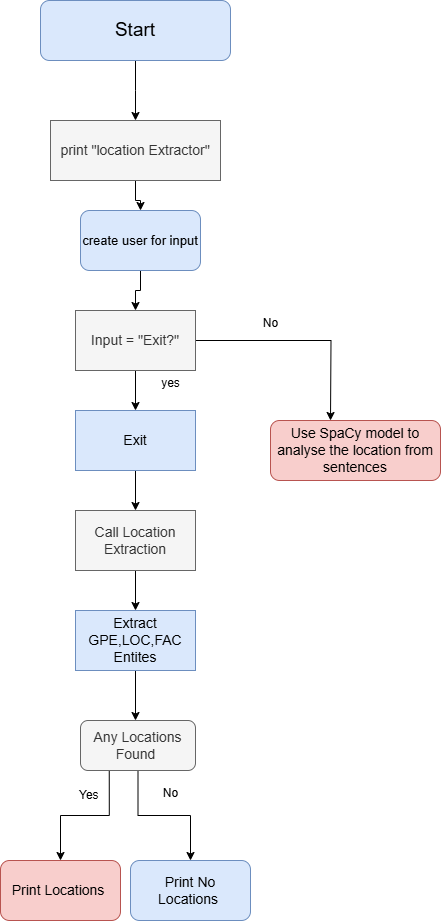 Start
print "location Extractor"
create user for input
Input = "Exit?"
No
yes
Exit
Use SpaCy model to
analyse the location from
sentences
Call Location
Extraction
Extract
GPE,LOC,FAC
Entites
Any Locations
Found
Yes
No
Print Locations
Print No
Locations